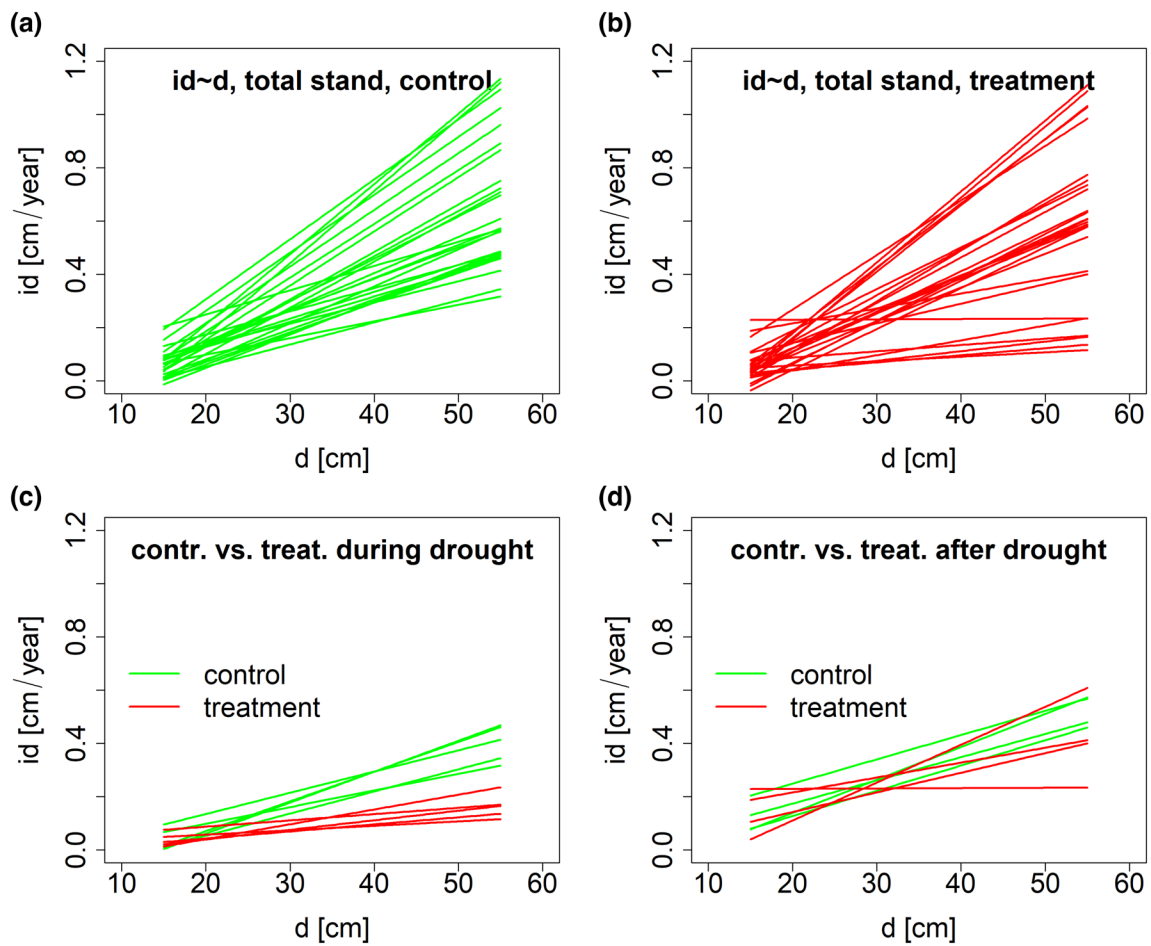 (a)
id~d, total stand, control
id [cm/year]
1.2
0.8
0.4
0.0
10 20 30 40 50 60
d [cm]
(b)
id~d, total stand, treatment
id [cm/year]
1.2
0.8
0.4
0.0
10 20 30 40 50 60
d [cm]
(c)
contr. vs. treat. during drought
id [cm/year]
1.2
0.8
0.4
0.0
control
treatment
10 20 30 40 50 60
d [cm]
(d)
contr. vs. treat. after drought
id [cm/year]
1.2
0.8
0.4
0.0
control
treatment
10 20 30 40 50 60
d [cm]